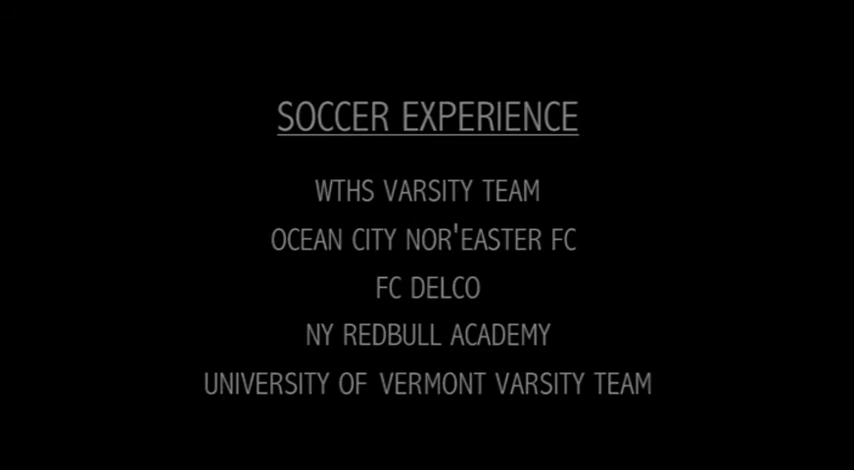 SOCCER EXPERIENCE
WTHS VARSITY TEAM
OCEAN CITY NOR'EASTER FC
FC DELCO
NY REDBULL ACADEMY
UNIVERSITY OF VERMONT VARSITY TEAM